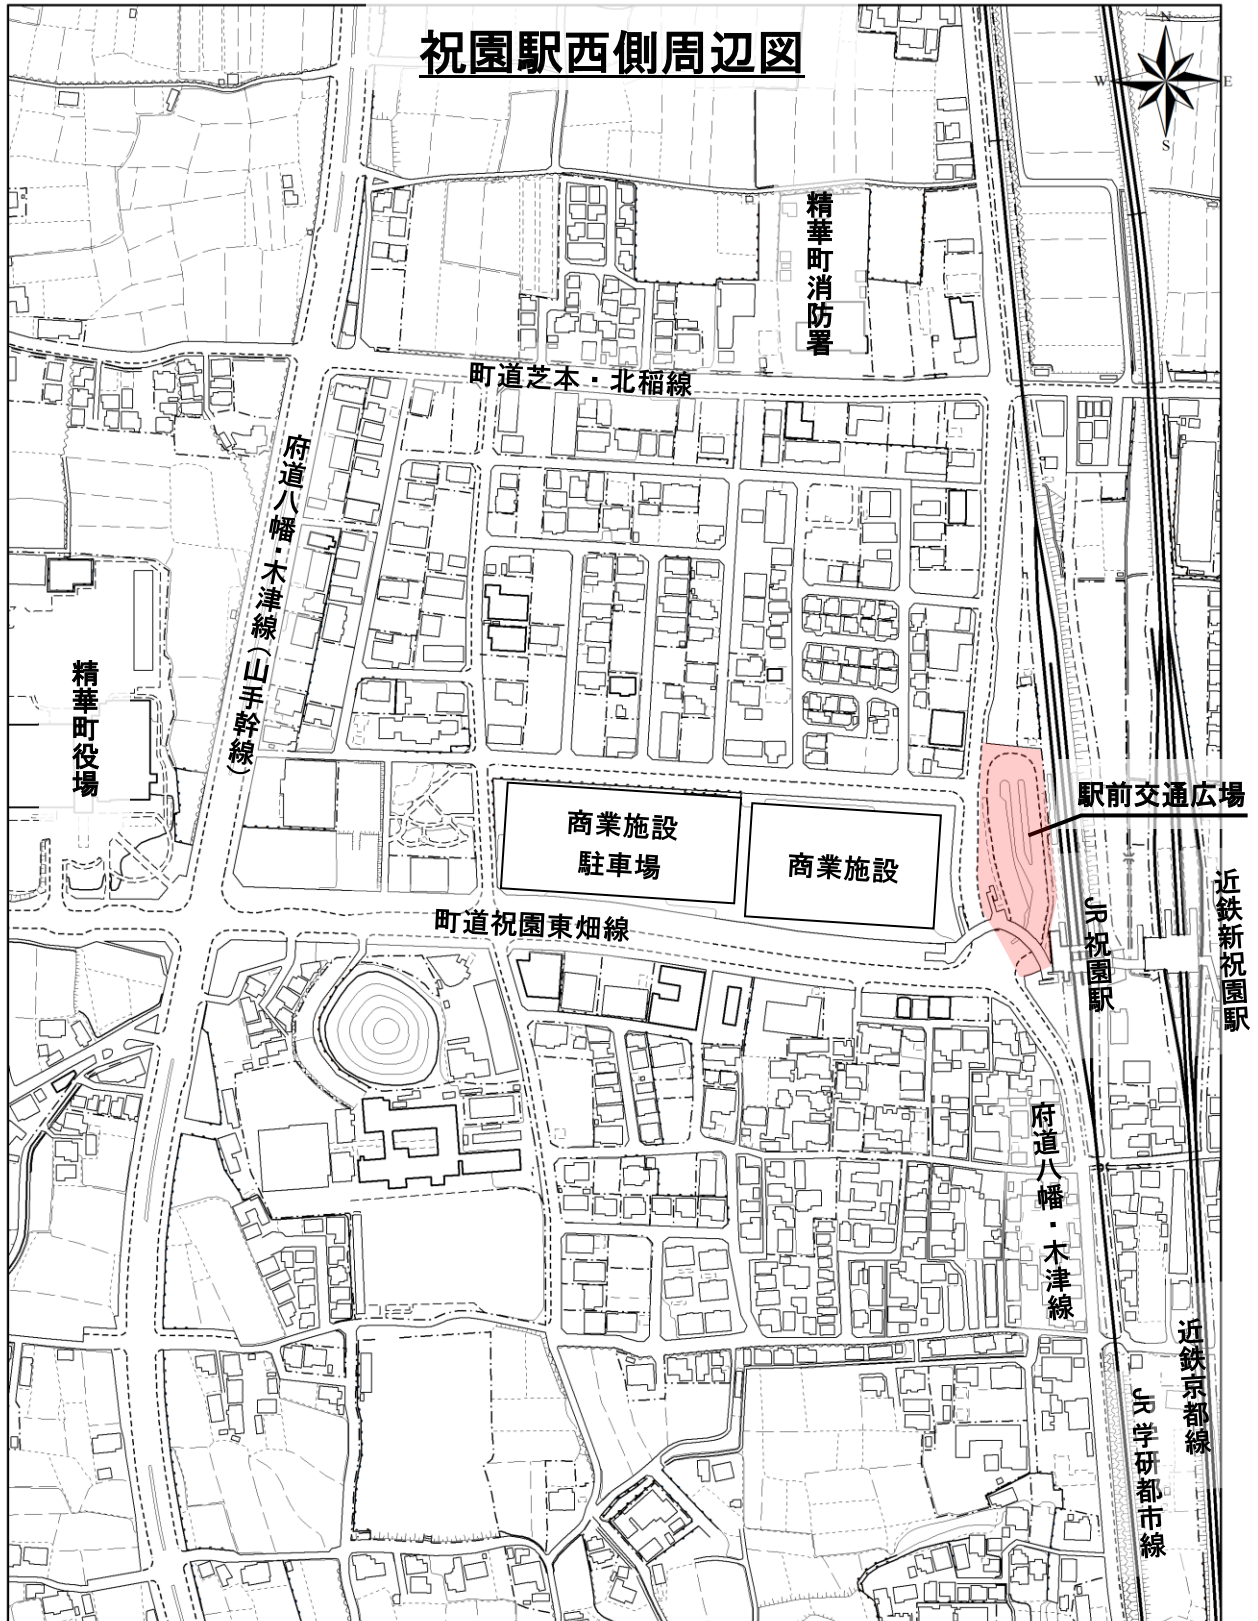 祝園駅西側周辺図
N
W
E
S
精華町消防署
町道芝本・北稲線
府道八幡・木津線(山手幹線)
精華町役場
駅前交通広場
商業施設
駐車場
商業施設
町道祝園東畑線
JR祝園駅
近鉄新祝園駅
府道八幡・木津線
近鉄京都線
JR学研都市線